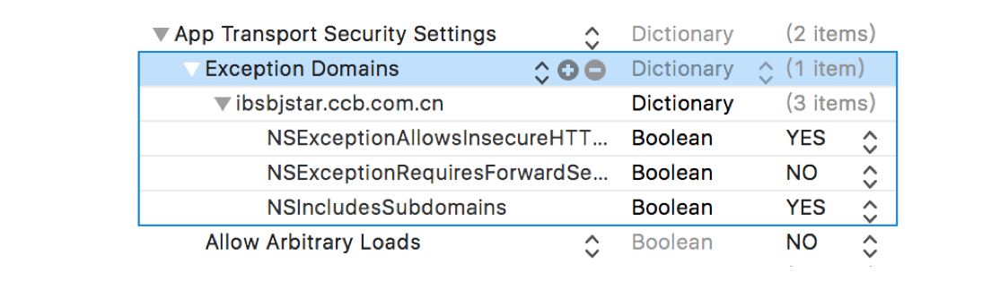 App Transport Security Settings Dictionary (2 items)
Exception Domains Dictionary (1 item)
ibsbjstar.ccb.com.cn Dictionary (3 items)
NSExceptionAllowsInsecureHTT... Boolean YES
NSExceptionRequiresForwardSe... Boolean NO
NSIncludesSubdomains Boolean YES
Allow Arbitrary Loads Boolean NO